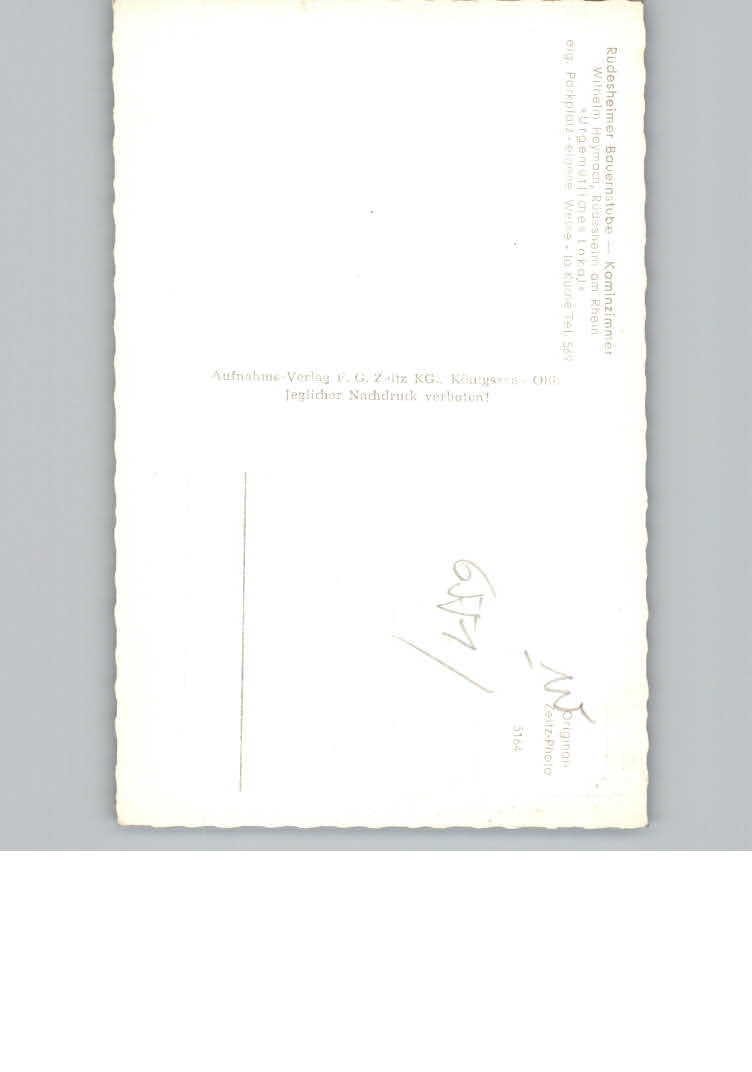 Rüdesheimer Bauernstube — Kaminzimmer
Wilhelm Heymach, Rüdesheim am Rhein
»Urgemütliches Lokal«
eig. Parkplatz - eigene Weine - la Küche Tel. 569
Aufnahme-Verlag F. G. Zeitz KG., Königssee - Obb.
Jeglicher Nachdruck verboten!
Original-
Zeitz-Photo
5164